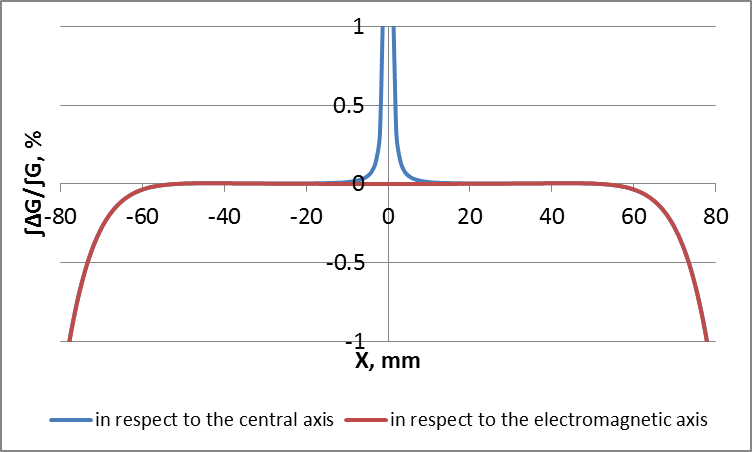 1
0.5
0
-0.5
-1
-80 -60 -40 -20 0 20 40 60 80
∫ΔG/∫G, %
X, mm
in respect to the central axis in respect to the electromagnetic axis